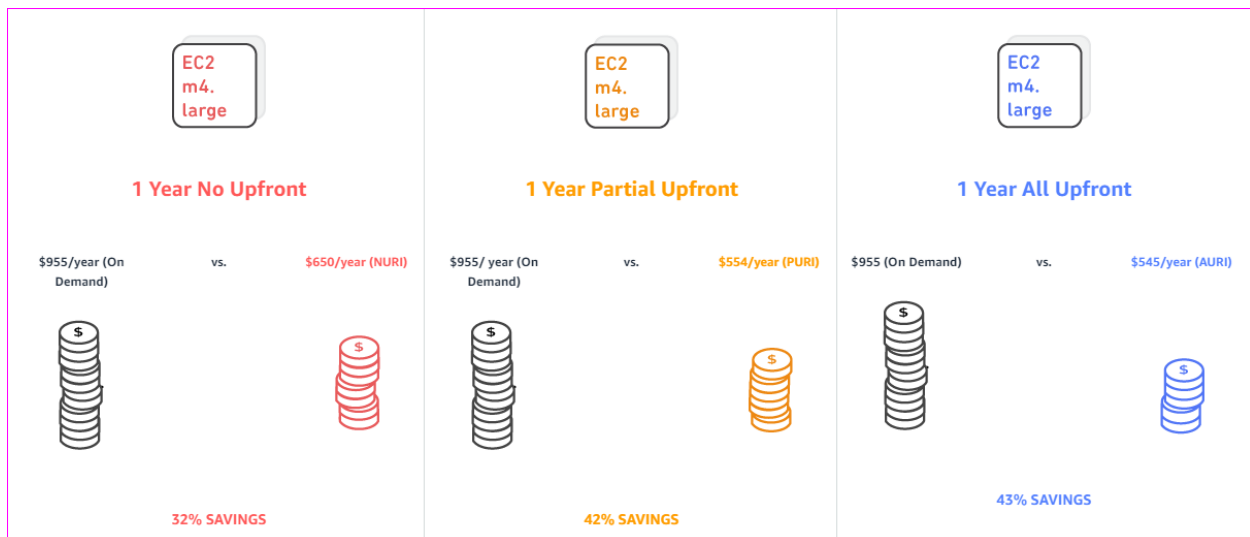 EC2
m4.
large
1 Year No Upfront
$955/year (On
Demand)
vs.
$650/year (NURI)
$
$
32% SAVINGS
EC2
m4.
large
1 Year Partial Upfront
$955/ year (On
Demand)
vs.
$554/year (PURI)
$
$
42% SAVINGS
EC2
m4.
large
1 Year All Upfront
$955 (On Demand)
vs.
$545/year (AURI)
$
$
43% SAVINGS